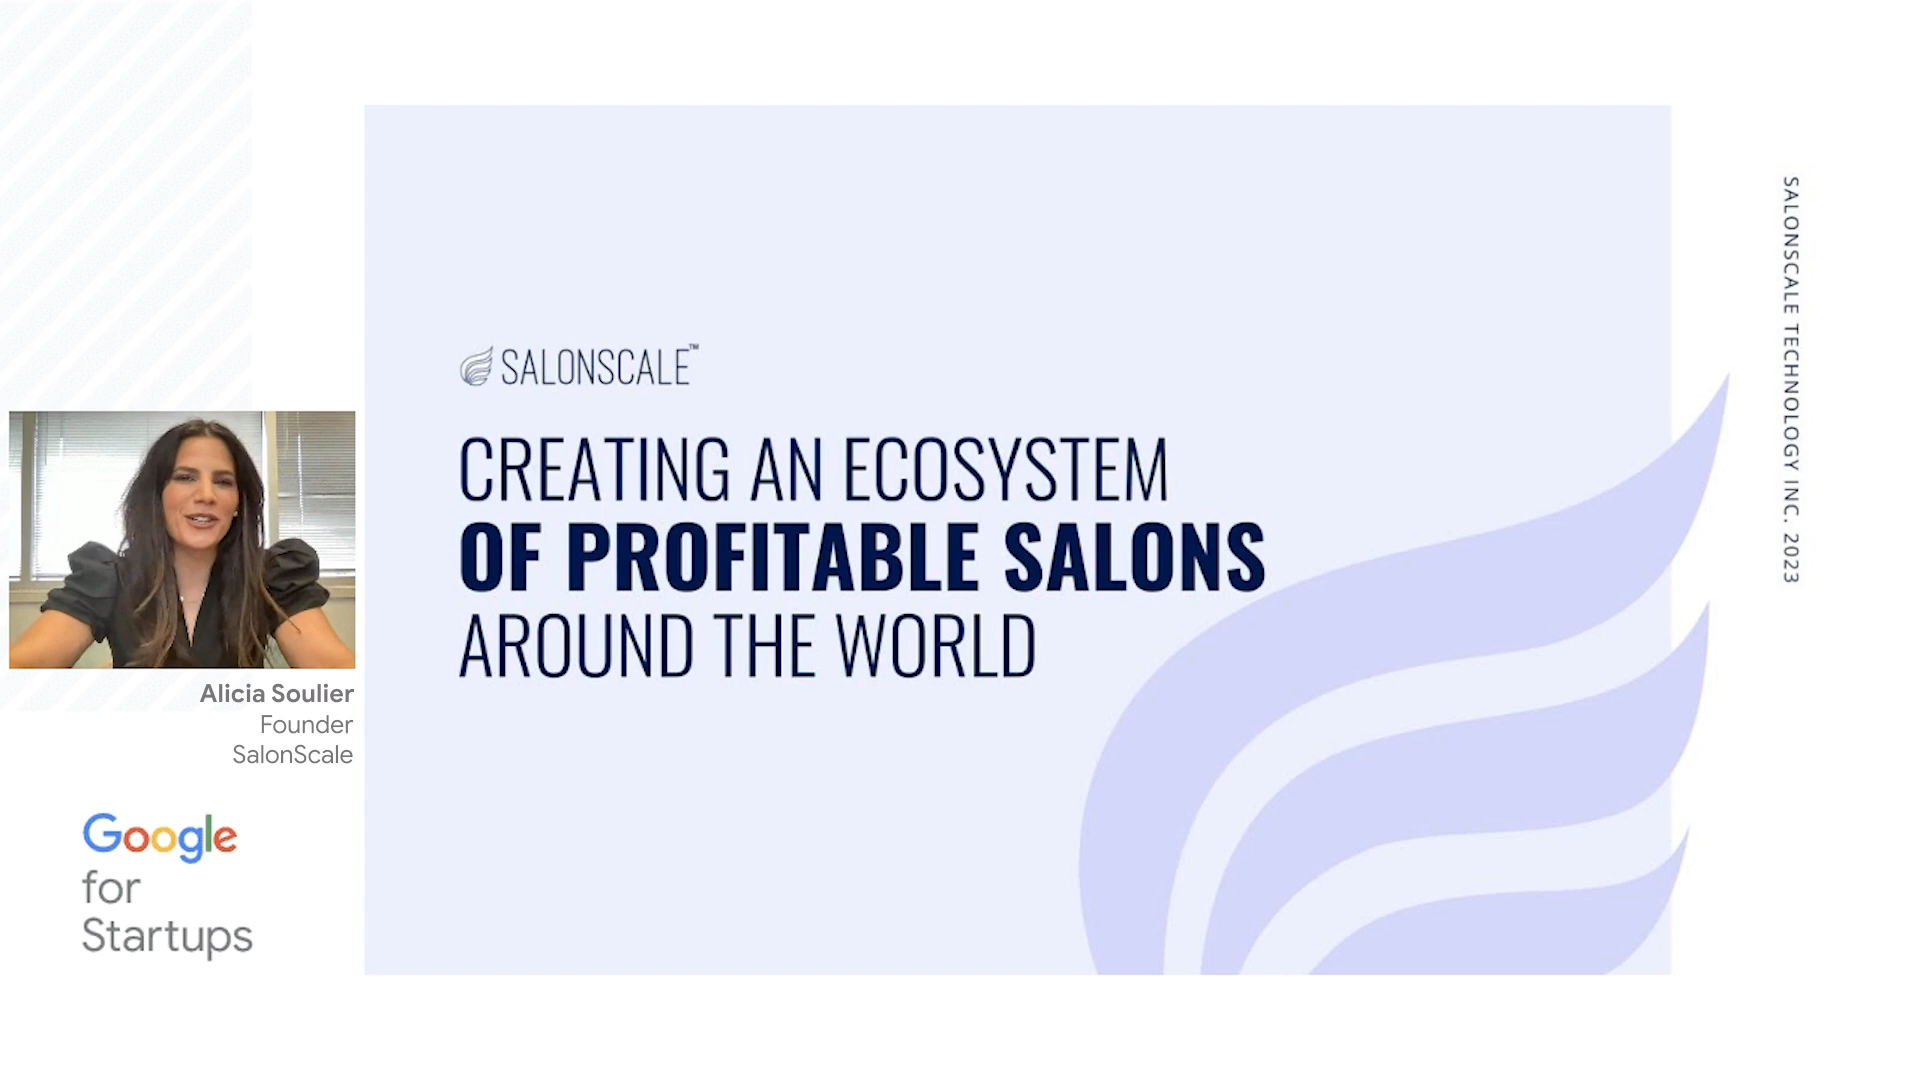 SALONSCALE™
CREATING AN ECOSYSTEM
OF PROFITABLE SALONS
AROUND THE WORLD
SALONSCALE TECHNOLOGY INC. 2023
Alicia Soulier
Founder
SalonScale
Google
for
Startups